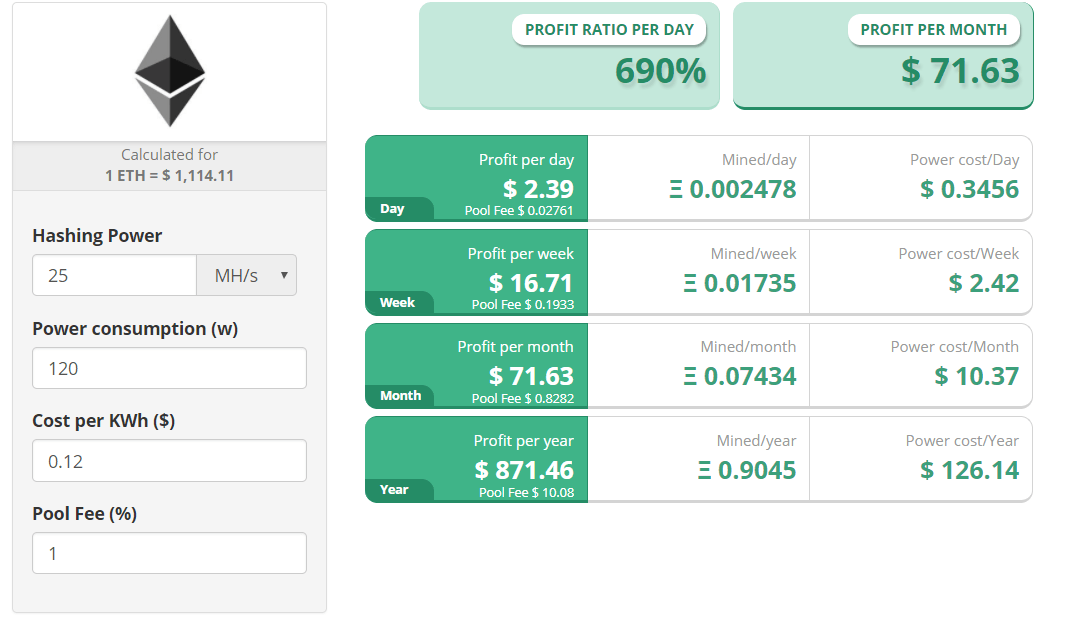 Calculated for
1 ETH = $ 1,114.11
Hashing Power
25 MH/s
Power consumption (w)
120
Cost per KWh ($)
0.12
Pool Fee (%)
1
PROFIT RATIO PER DAY
690%
PROFIT PER MONTH
$ 71.63
Profit per day
$ 2.39
Day
Pool Fee $ 0.02761
Mined/day
Ξ 0.002478
Power cost/Day
$ 0.3456
Profit per week
$ 16.71
Week
Pool Fee $ 0.1933
Mined/week
Ξ 0.01735
Power cost/Week
$ 2.42
Profit per month
$ 71.63
Month
Pool Fee $ 0.8282
Mined/month
Ξ 0.07434
Power cost/Month
$ 10.37
Profit per year
$ 871.46
Year
Pool Fee $ 10.08
Mined/year
Ξ 0.9045
Power cost/Year
$ 126.14